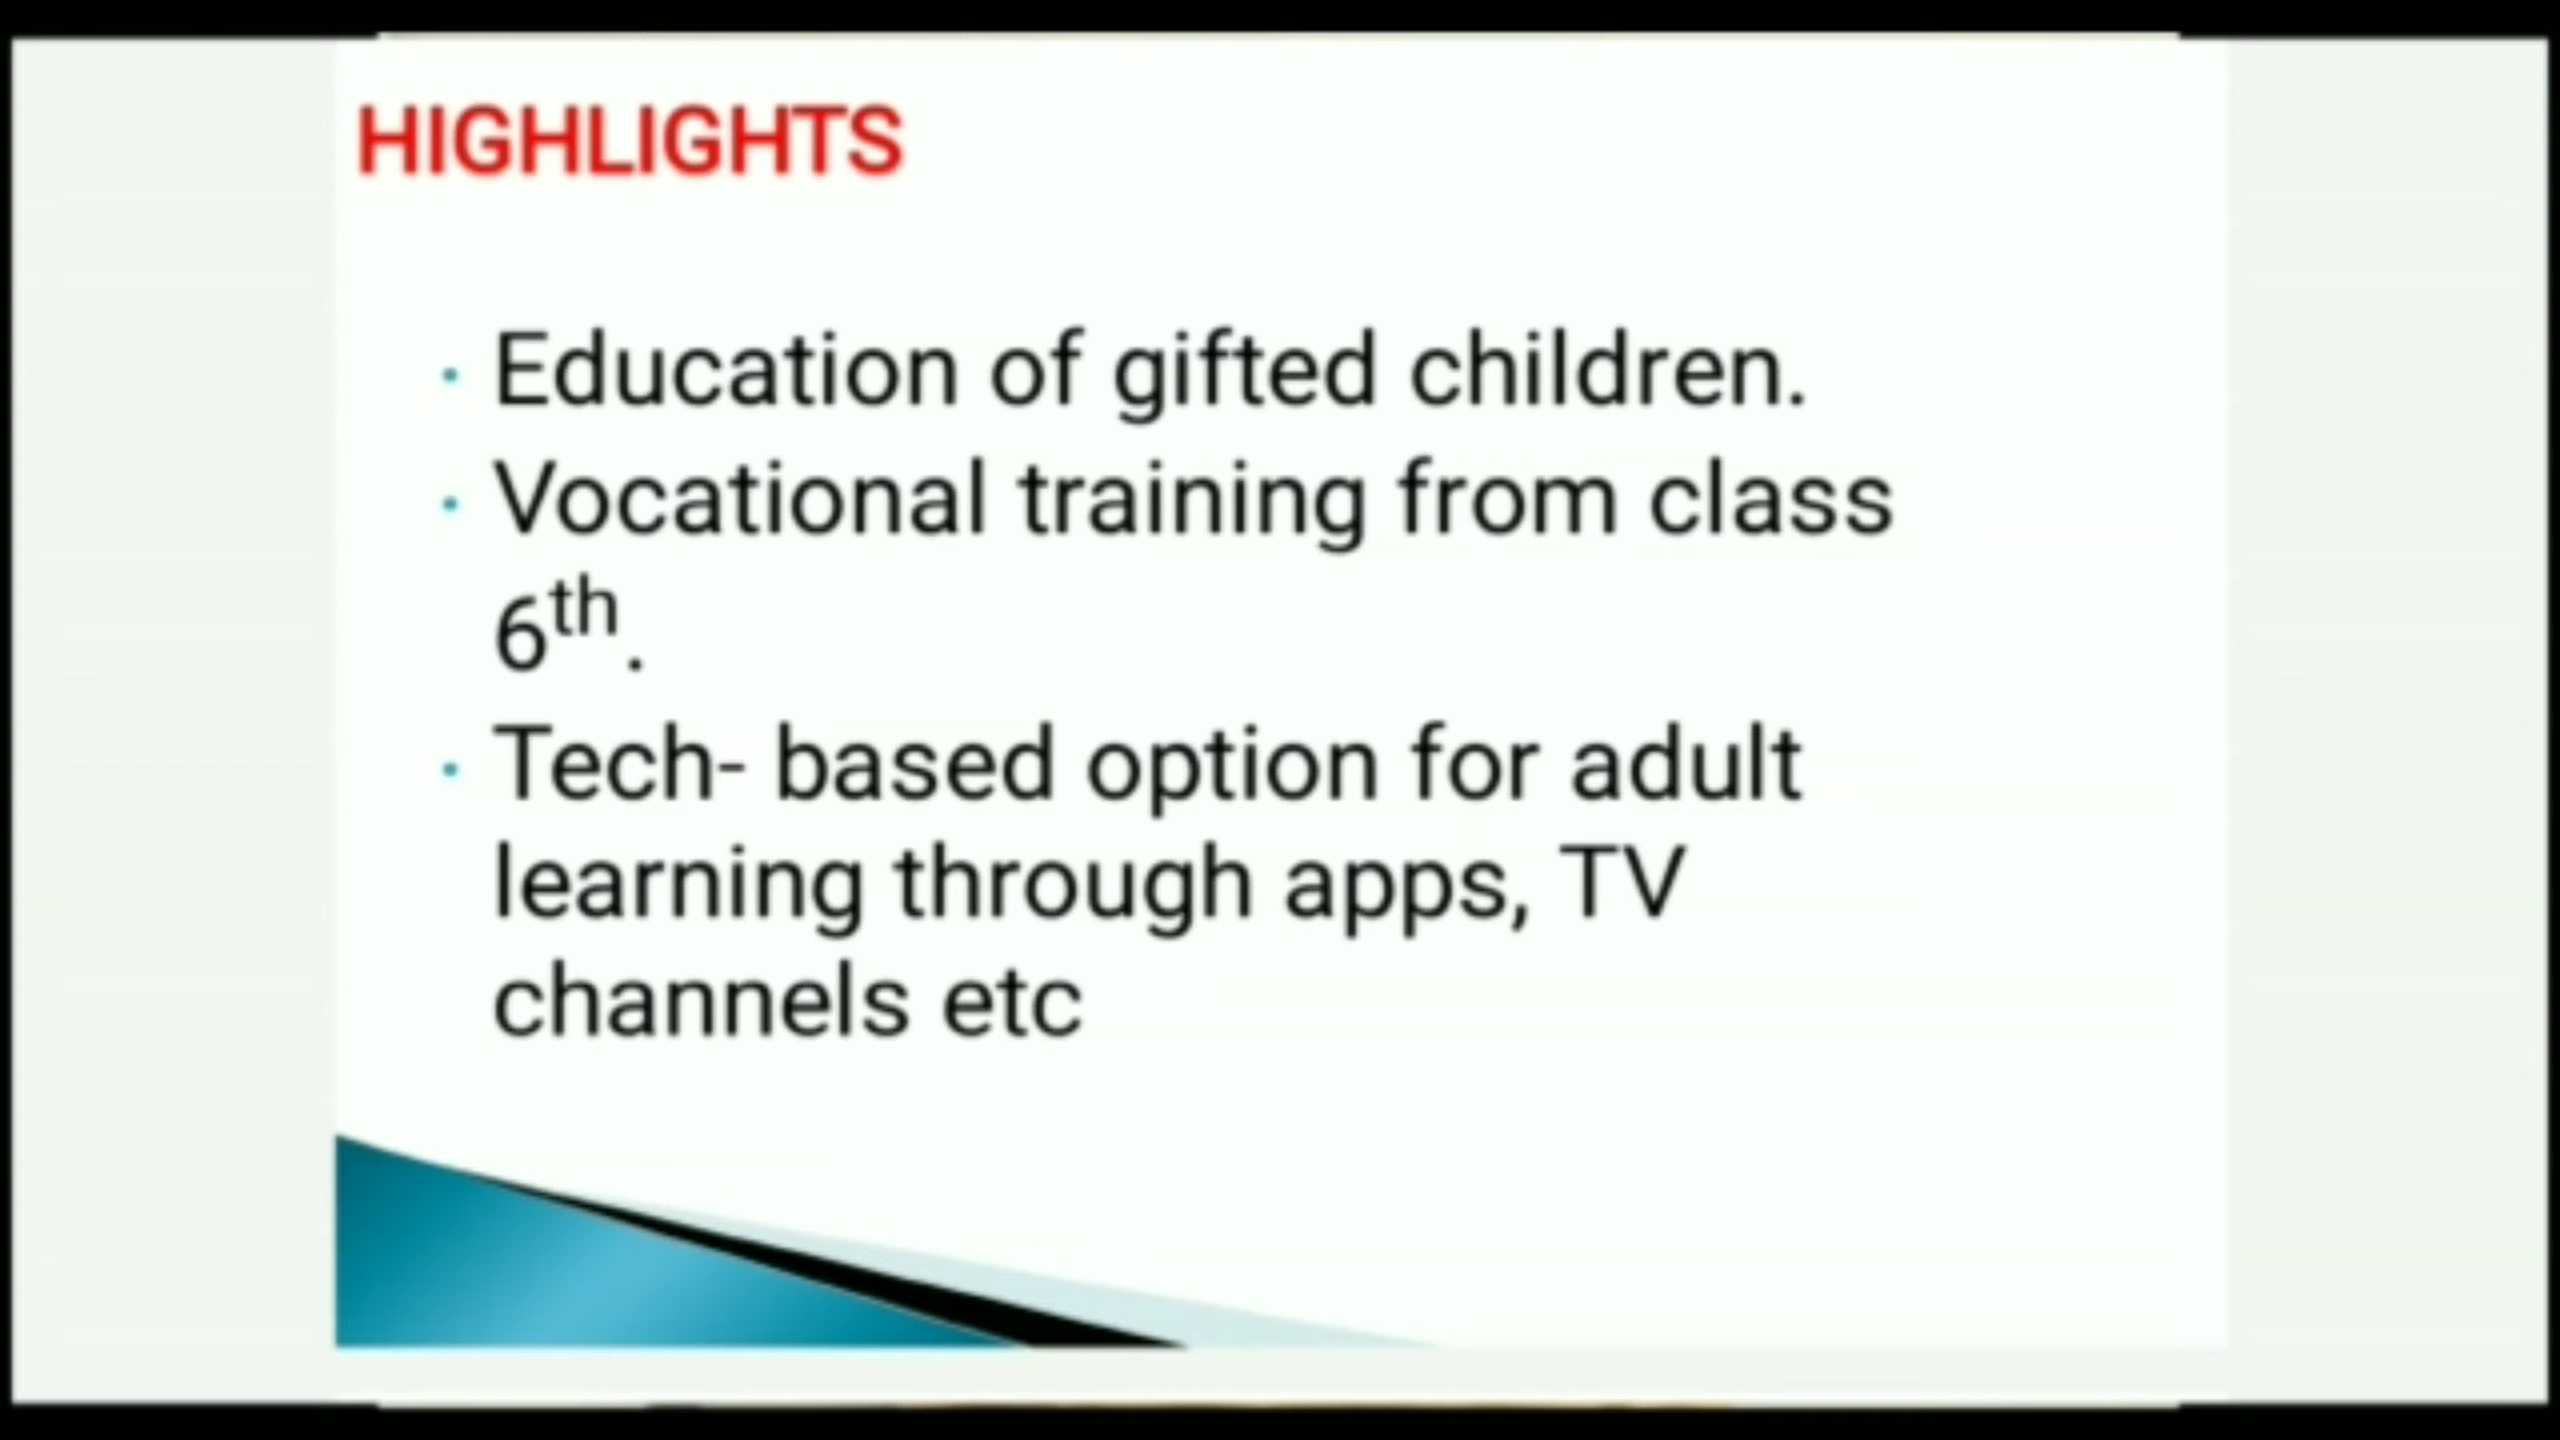 HIGHLIGHTS
• Education of gifted children.
• Vocational training from class
6th.
• Tech- based option for adult
learning through apps, TV
channels etc